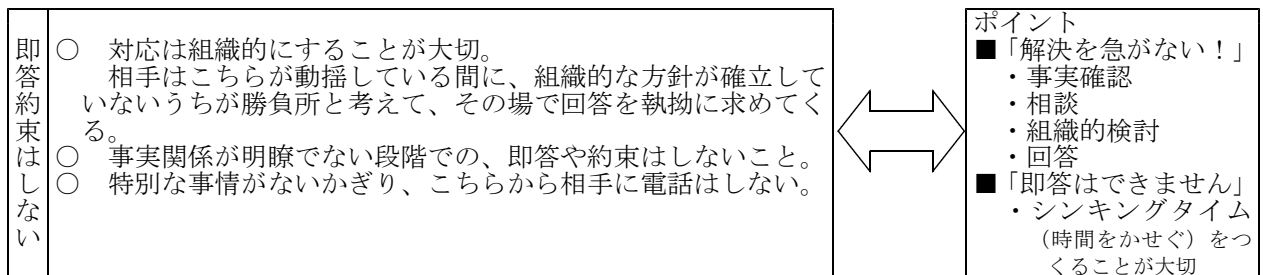 即答約束はしない
○　対応は組織的にすることが大切。
相手はこちらが動揺している間に、組織的な方針が確立して
いないうちが勝負所と考えて、その場で回答を執拗に求めてく
る。
○　事実関係が明瞭でない段階での、即答や約束はしないこと。
○　特別な事情がないかぎり、こちらから相手に電話はしない。
ポイント
■「解決を急がない！」
・事実確認
・相談
・組織的検討
・回答
■「即答はできません」
・シンキングタイム
（時間をかせぐ）をつ
くることが大切